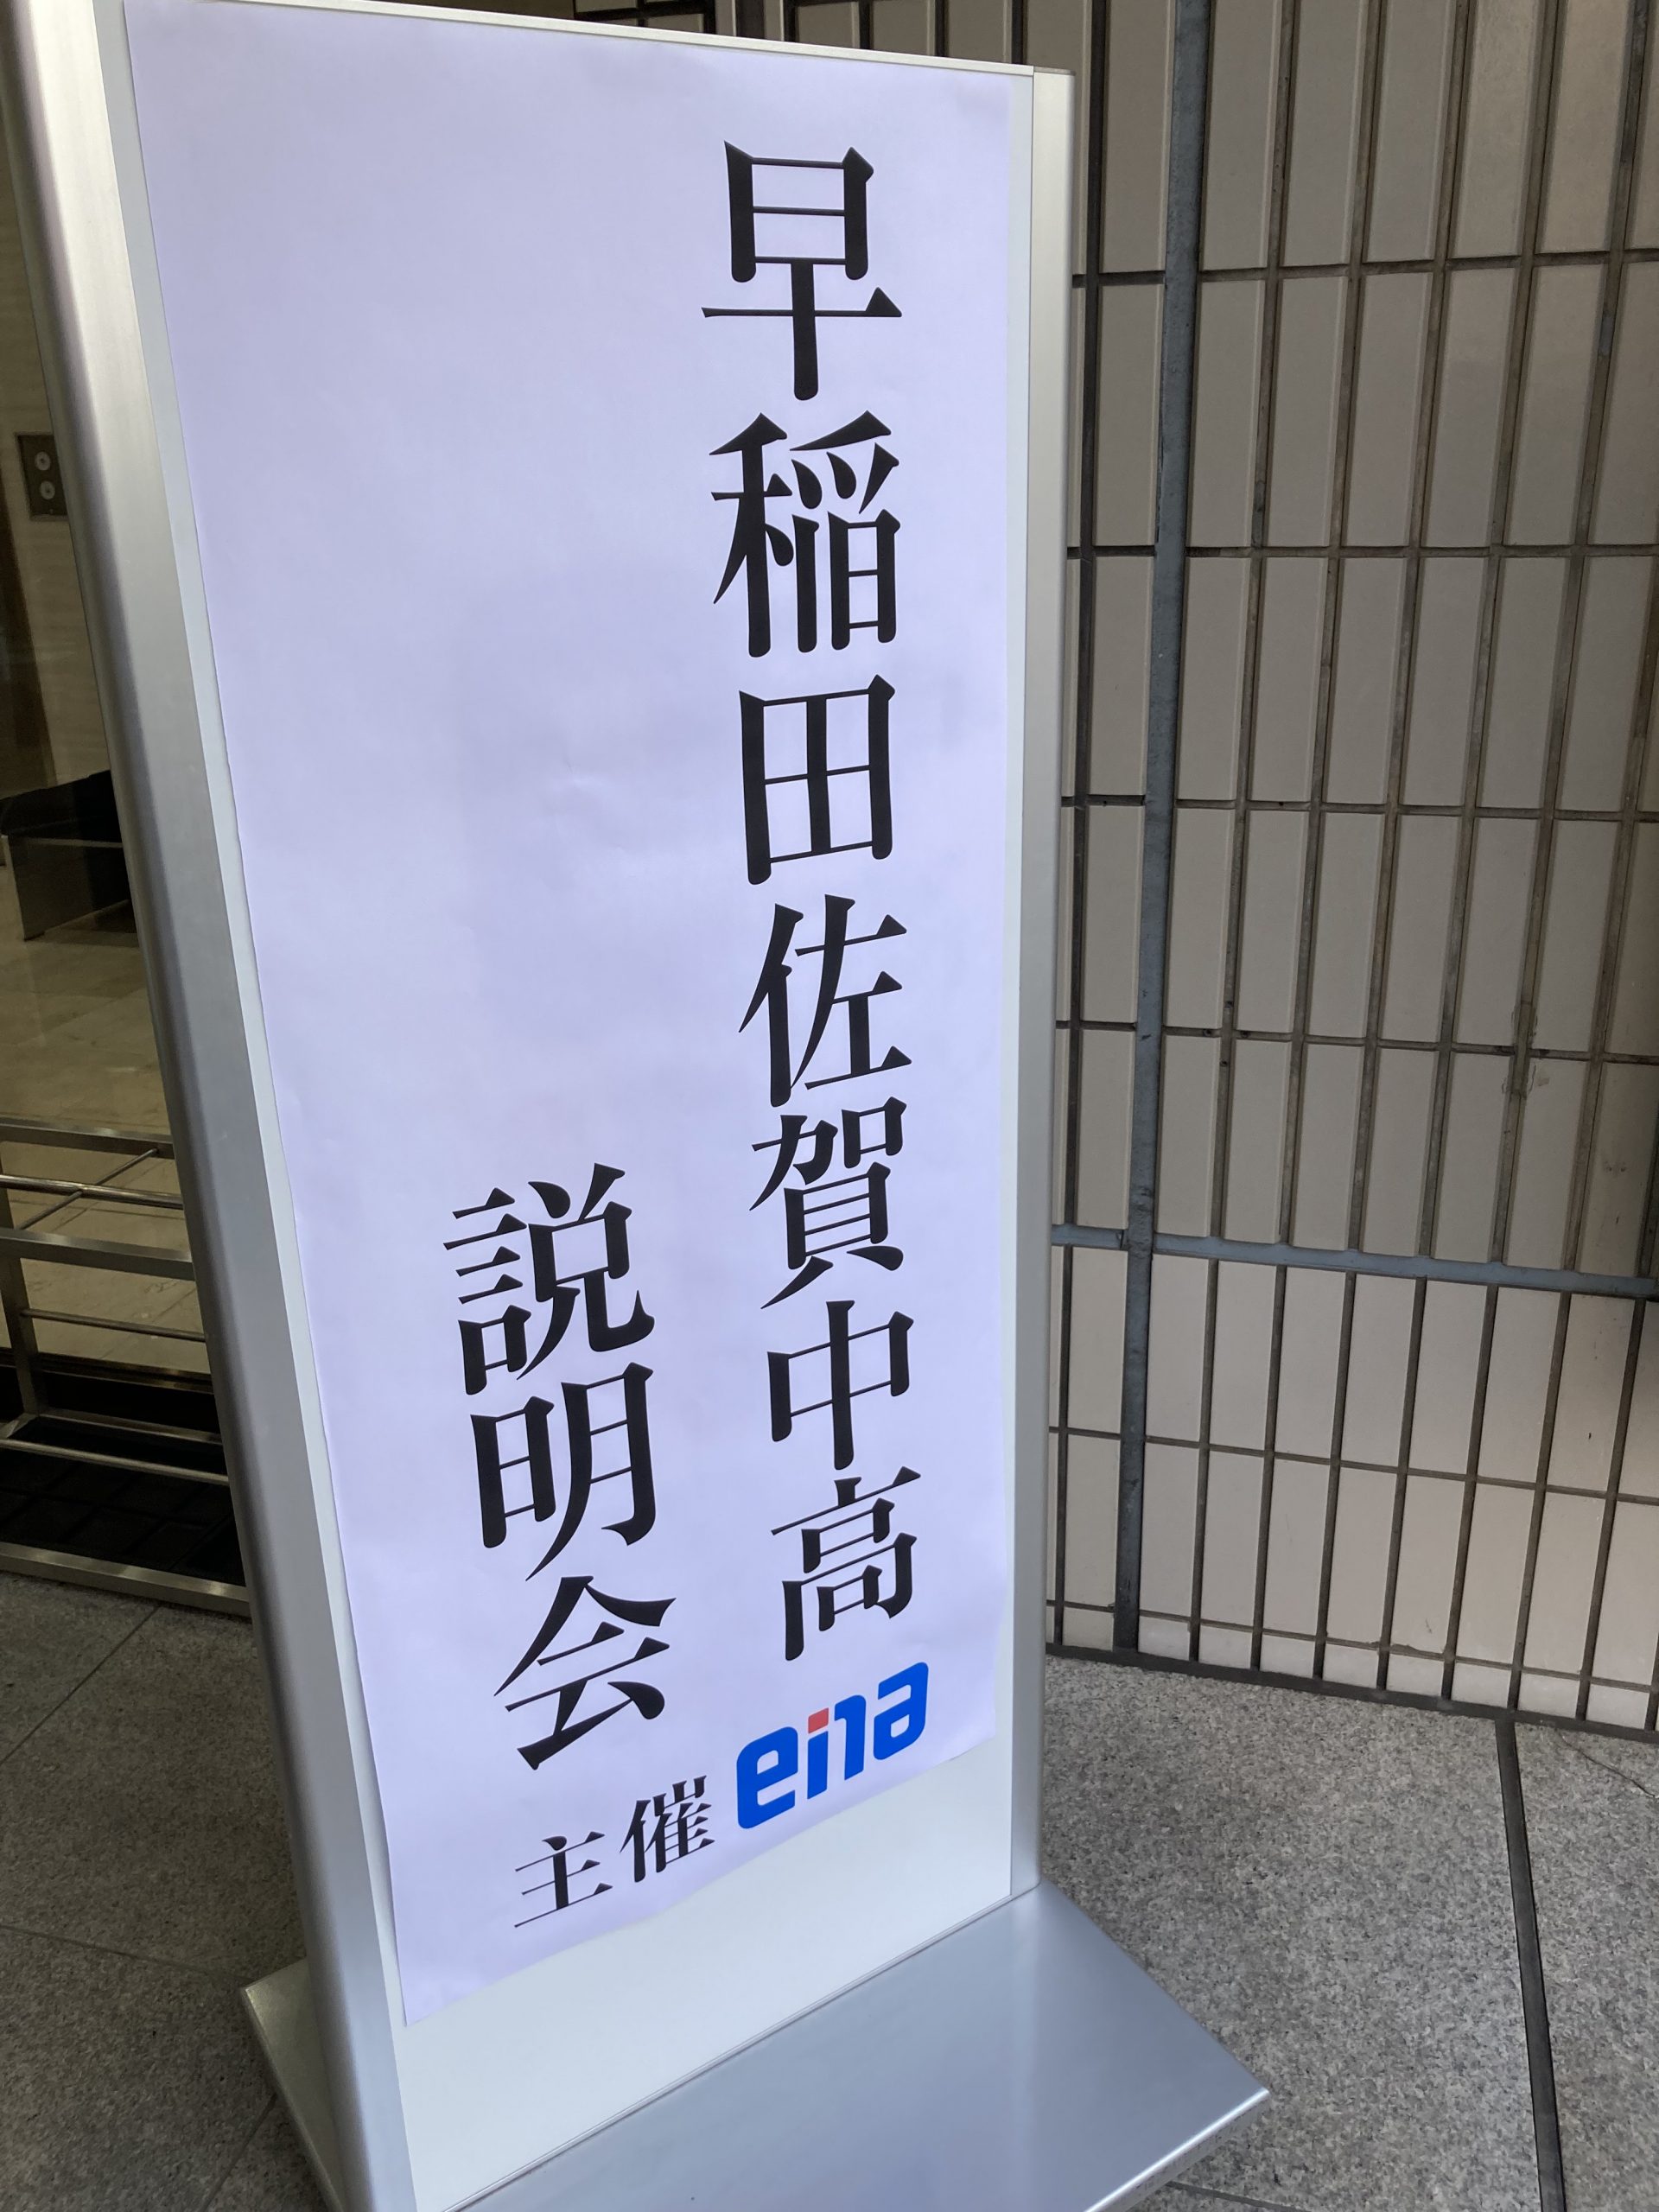 早稲田佐賀中高
説明会
主催 eina